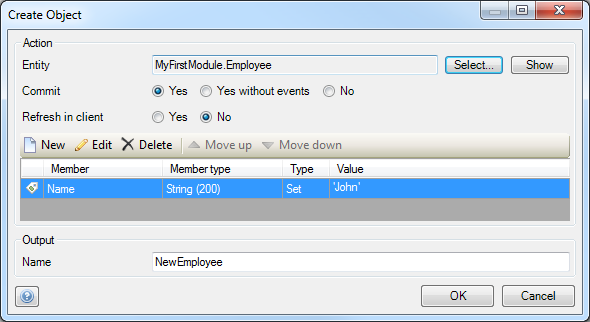 Create Object
Action
Entity MyFirstModule.Employee Select... Show
Commit Yes Yes without events No
Refresh in client Yes No
New Edit Delete Move up Move down
Member Member type Type Value
Name String (200) Set 'John'
Output
Name NewEmployee
? OK Cancel